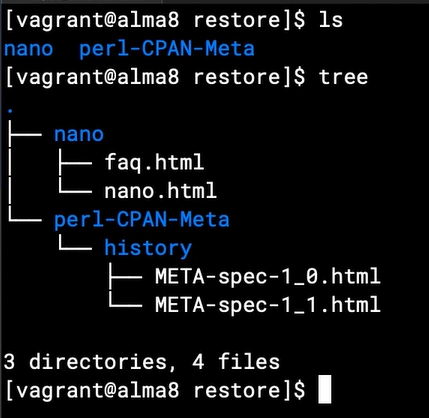 [vagrant@alma8 restore]$ ls
nano  perl-CPAN-Meta
[vagrant@alma8 restore]$ tree
.
├── nano
│   ├── faq.html
│   └── nano.html
└── perl-CPAN-Meta
    └── history
        ├── META-spec-1_0.html
        └── META-spec-1_1.html

3 directories, 4 files
[vagrant@alma8 restore]$